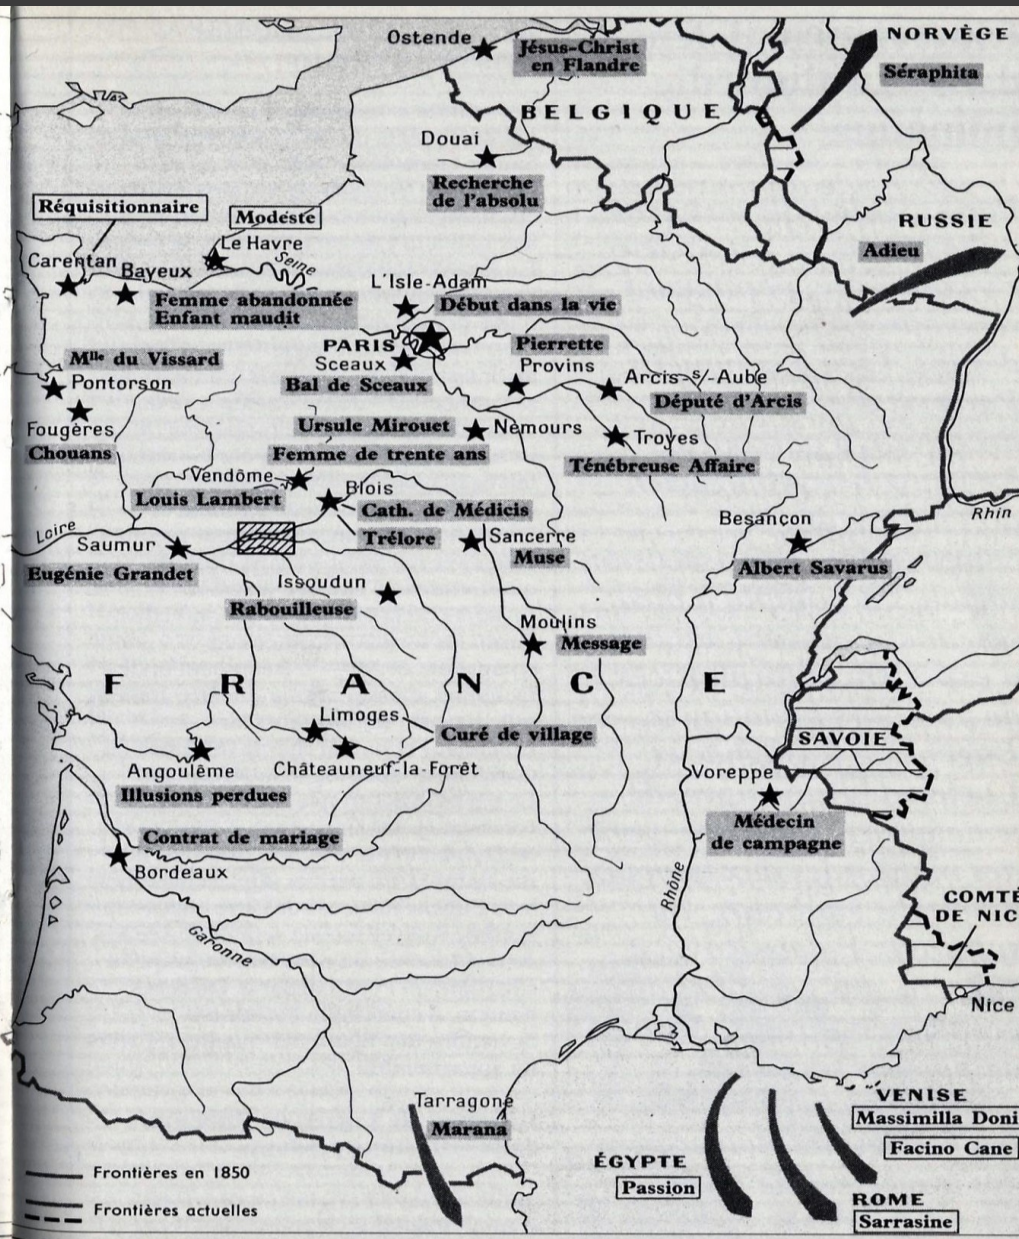 Ostende
Jésus-Christ
en Flandre
NORVÈGE
Séraphita
BELGIQUE
Douai
Recherche
de l'absolu
Réquisitionnaire
Modeste
RUSSIE
Adieu
Le Havre
Seine
Carentan
Bayeux
L'Isle-Adam
Femme abandonnée
Enfant maudit
Début dans la vie
PARIS
Pierrette
Mlle du Vissard
Sceaux
Provins
Pontorson
Bal de Sceaux
Arcis-s/-Aube
Député d'Arcis
Fougères
Chouans
Ursule Mirouet
Nemours
Troyes
Femme de trente ans
Ténébreuse Affaire
Vendôme
Louis Lambert
Blois
Cath. de Médicis
Rhin
Besançon
Loire
Saumur
Trélore
Sancerre
Muse
Eugénie Grandet
Albert Savarus
Issoudun
Rabouilleuse
Moulins
Message
FRANCE
Limoges
Curé de village
SAVOIE
Angoulême
Châteauneuf-la-Forêt
Voreppe
Illusions perdues
Médecin
de campagne
Contrat de mariage
Bordeaux
Rhône
COMTÉ
DE NIC
Garonne
Nice
Tarragone
Marana
VENISE
Massimilla Doni
Facino Cane
ÉGYPTE
Passion
ROME
Sarrasine
Frontières en 1850
Frontières actuelles